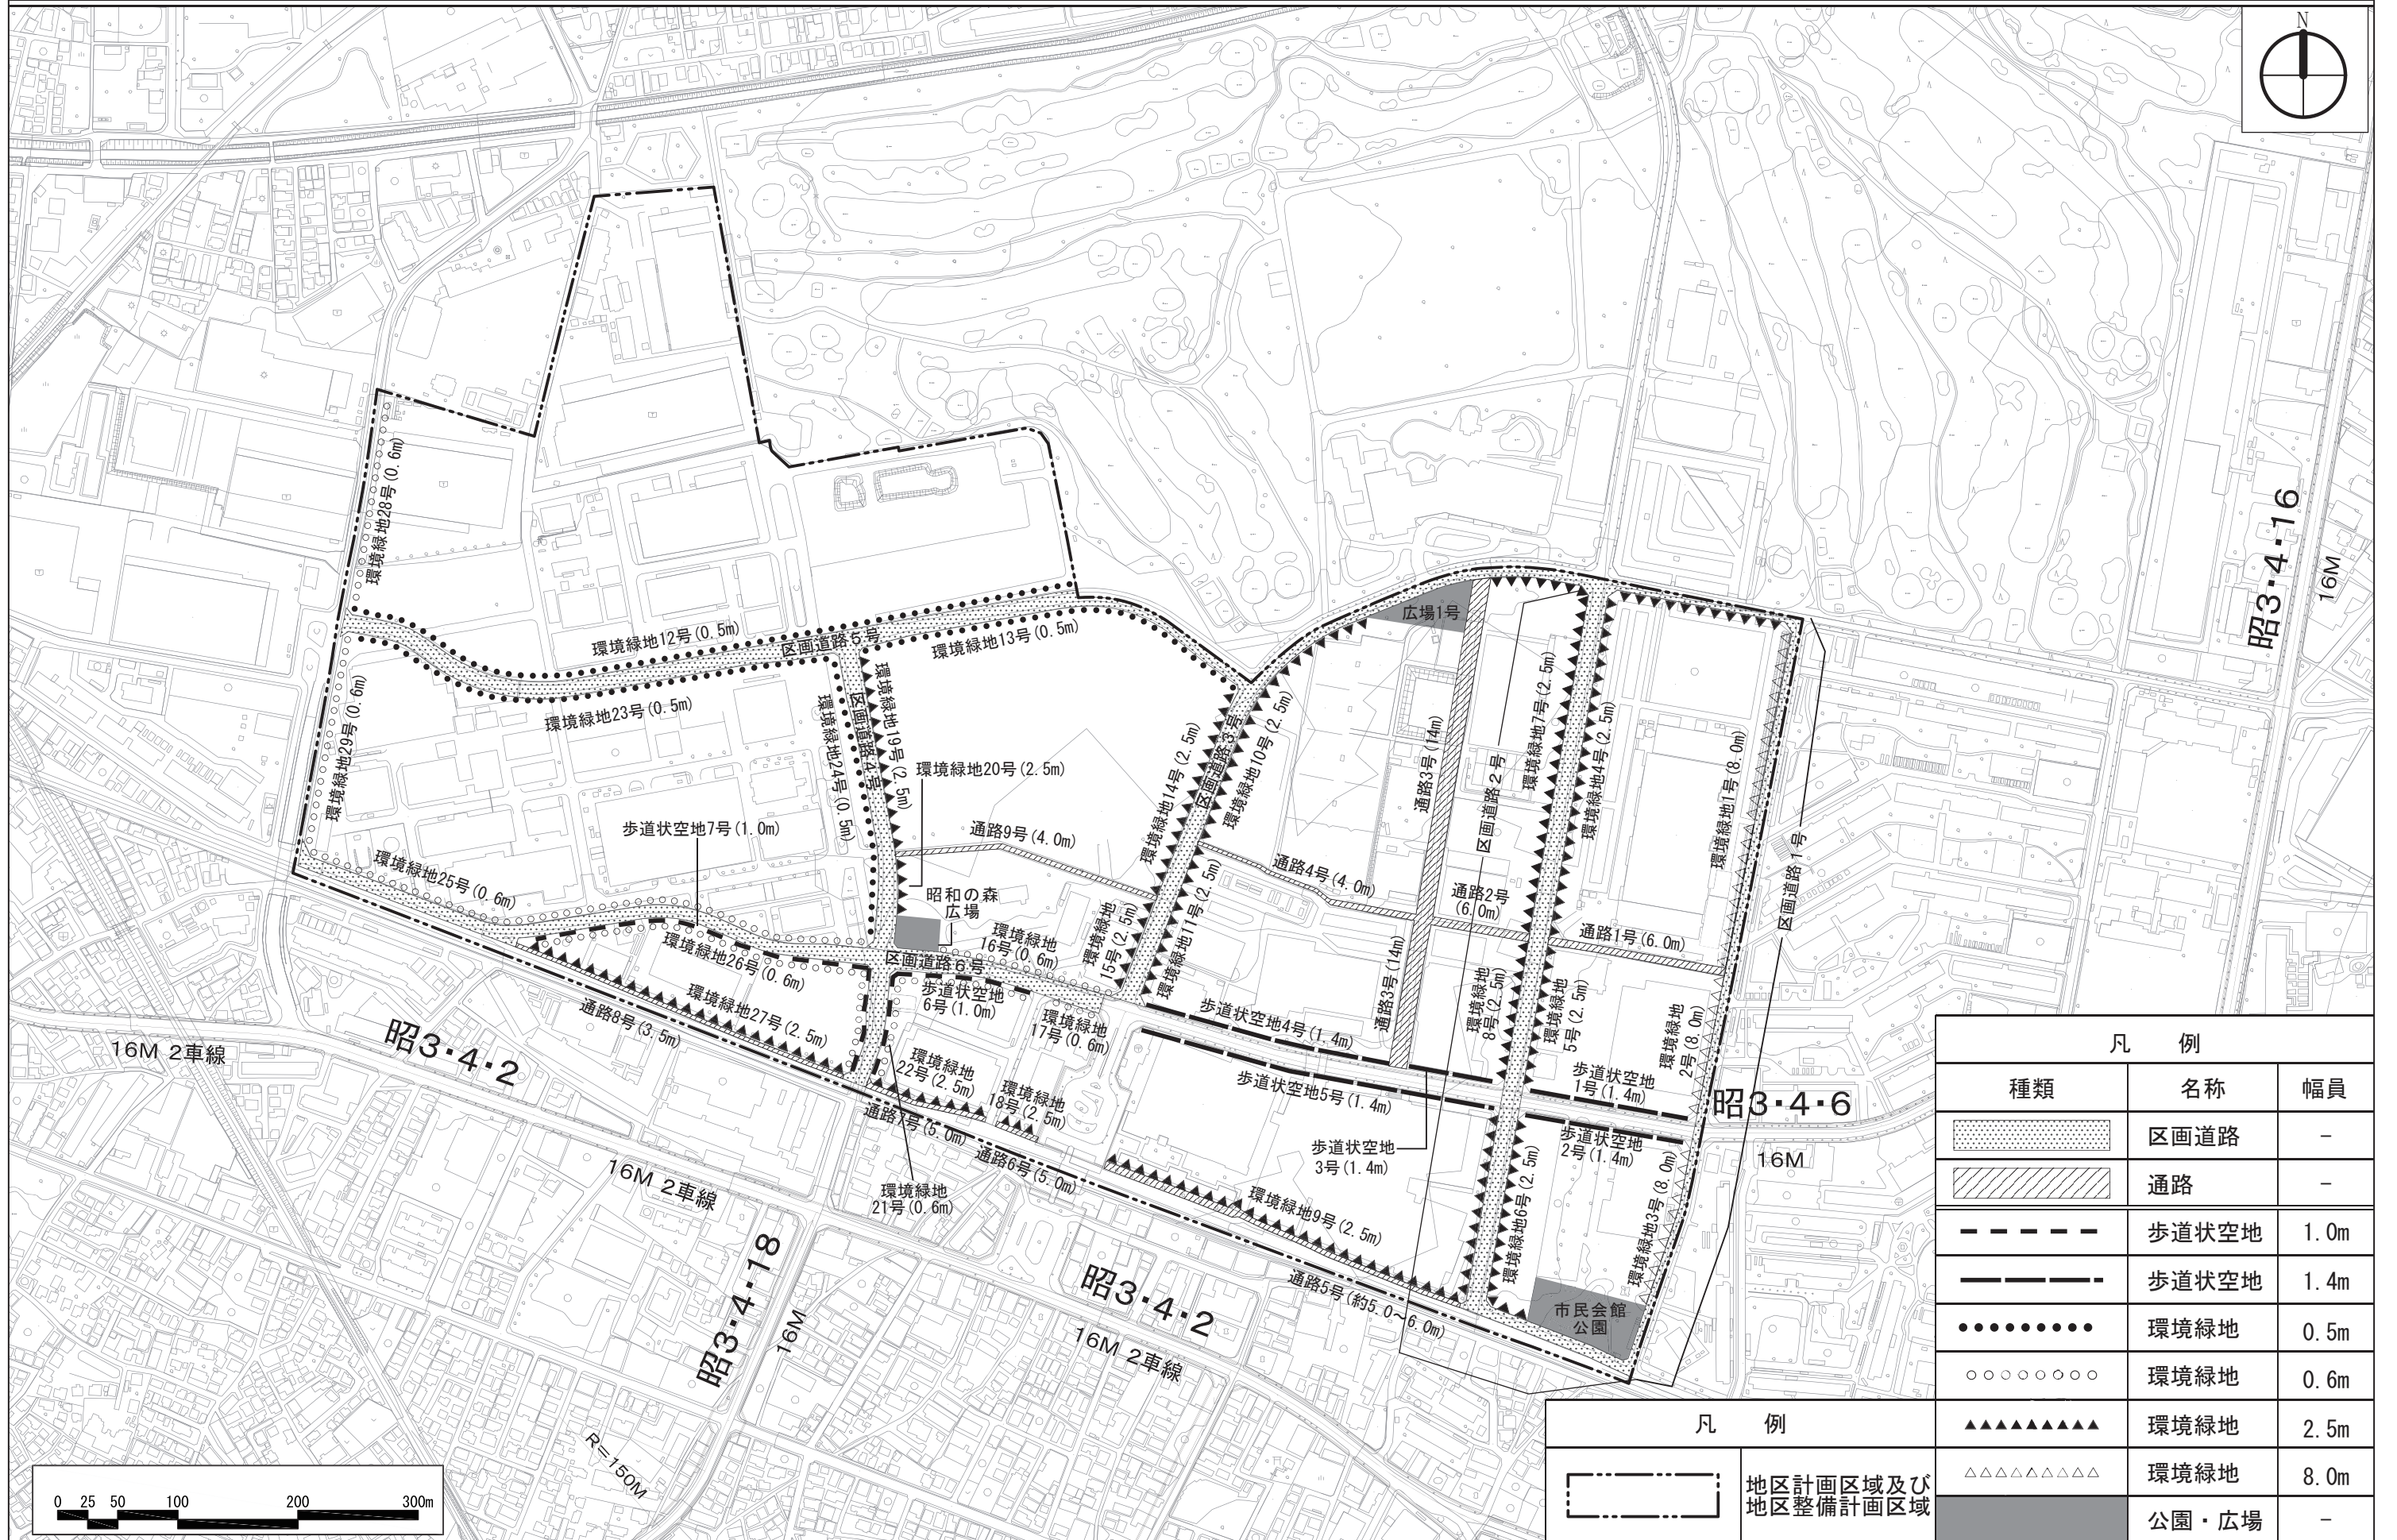 N
昭3・4・16
16M
環境緑地28号(0.6m)
広場1号
環境緑地12号(0.5m)
区画道路5号
環境緑地13号(0.5m)
環境緑地29号(0.6m)
環境緑地23号(0.5m)
環境緑地24号(0.5m)
区画道路4号
環境緑地19号(2.5m)
環境緑地20号(2.5m)
環境緑地14号(2.5m)
区画道路3号
環境緑地10号(2.5m)
通路3号(14m)
区画道路2号
環境緑地7号(2.5m)
環境緑地4号(2.5m)
環境緑地1号(8.0m)
区画道路1号
歩道状空地7号(1.0m)
通路9号(4.0m)
環境緑地25号(0.6m)
昭和の森
広場
通路4号(4.0m)
通路2号
(6.0m)
通路1号(6.0m)
環境緑地26号(0.6m)
区画道路6号
環境緑地
16号(0.6m)
環境緑地
15号(2.5m)
環境緑地11号(2.5m)
通路3号(14m)
環境緑地
8号(2.5m)
環境緑地
5号(2.5m)
環境緑地
2号(8.0m)
環境緑地27号(2.5m)
通路8号(3.5m)
歩道状空地
6号(1.0m)
環境緑地
17号(0.6m)
歩道状空地4号(1.4m)
歩道状空地5号(1.4m)
歩道状空地
1号(1.4m)
昭3・4・6
16M
16M 2車線
昭3・4・2
環境緑地
22号(2.5m)
環境緑地
18号(2.5m)
通路7号(5.0m)
通路6号(5.0m)
歩道状空地
3号(1.4m)
歩道状空地
2号(1.4m)
環境緑地
21号(0.6m)
16M 2車線
環境緑地9号(2.5m)
環境緑地6号(2.5m)
環境緑地3号(8.0m)
昭3・4・18
16M
昭3・4・2
16M 2車線
通路5号(約5.0~6.0m)
市民会館
公園
R=150M
0 25 50 100 200 300m
凡 例
種類 名称 幅員
区画道路 -
通路 -
歩道状空地 1.0m
歩道状空地 1.4m
環境緑地 0.5m
環境緑地 0.6m
環境緑地 2.5m
環境緑地 8.0m
公園・広場 -
凡 例
地区計画区域及び
地区整備計画区域